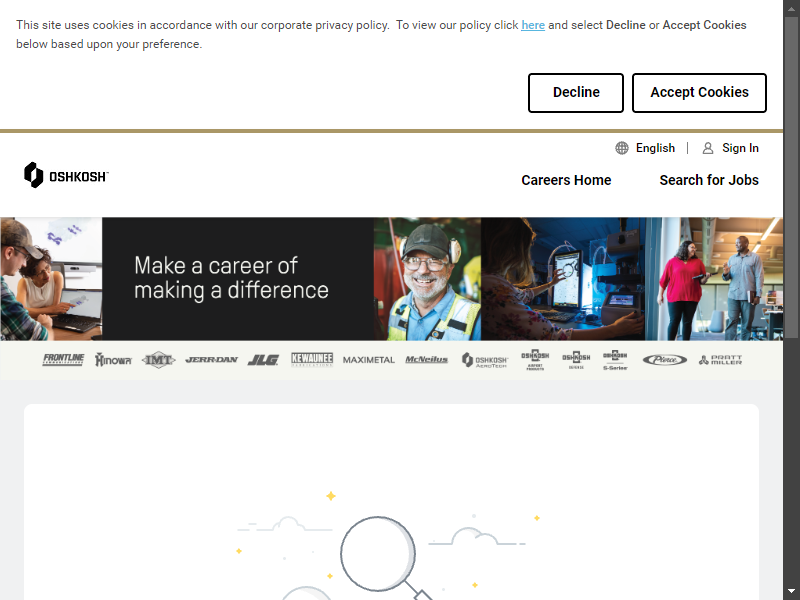 This site uses cookies in accordance with our corporate privacy policy.  To view our policy click here and select Decline or Accept Cookies
below based upon your preference.
Decline
Accept Cookies
English
Sign In
OSHKOSH
Careers Home
Search for Jobs
Make a career of
making a difference
FRONTLINE
COMMUNICATIONS
HINOWA
IMT
JERR-DAN
JLG
KEWAUNEE
FABRICATIONS
MAXIMETAL
McNeilus
OSHKOSH
AEROTECH
OSHKOSH
AIRPORT
PRODUCTS
OSHKOSH
DEFENSE
OSHKOSH
S-Series
Pierce
PRATT
MILLER